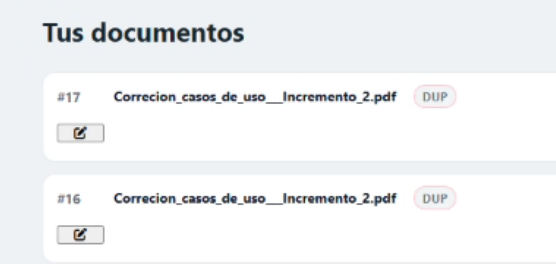 Tus documentos
#17 Correcion_casos_de_uso__Incremento_2.pdf DUP
#16 Correcion_casos_de_uso__Incremento_2.pdf DUP